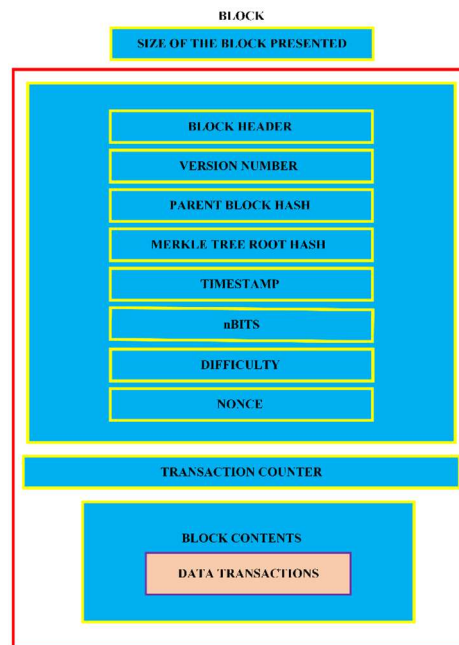 BLOCK
SIZE OF THE BLOCK PRESENTED
BLOCK HEADER
VERSION NUMBER
PARENT BLOCK HASH
MERKLE TREE ROOT HASH
TIMESTAMP
nBITS
DIFFICULTY
NONCE
TRANSACTION COUNTER
BLOCK CONTENTS
DATA TRANSACTIONS